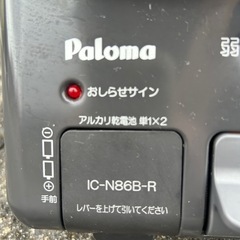 Paloma
おしらせサイン
アルカリ乾電池 単1×2
IC-N86B-R
手前
レバーを上げて引いてください